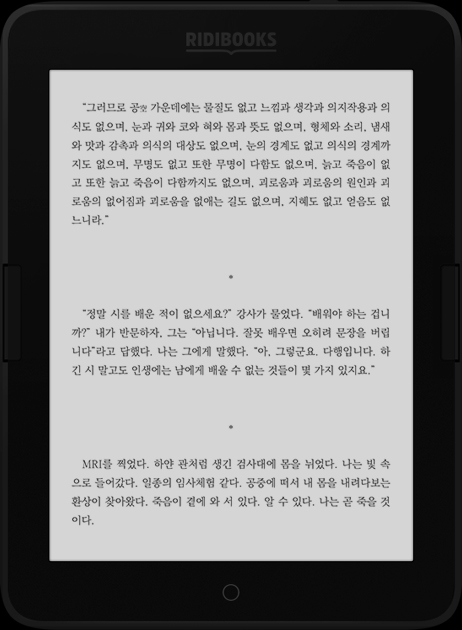 RIDIBOOKS
“그러므로 공空 가운데에는 물질도 없고 느낌과 생각과 의지작용과 의
식도 없으며, 눈과 귀와 코와 혀와 몸과 뜻도 없으며, 형체와 소리, 냄새
와 맛과 감촉과 의식의 대상도 없으며, 눈의 경계도 없고 의식의 경계까
지도 없으며, 무명도 없고 또한 무명이 다함도 없으며, 늙고 죽음이 없
고 또한 늙고 죽음이 다함까지도 없으며, 괴로움과 괴로움의 원인과 괴
로움의 없어짐과 괴로움을 없애는 길도 없으며, 지혜도 없고 얻음도 없
느니라.”
*
“정말 시를 배운 적이 없으세요?” 강사가 물었다. “배워야 하는 겁니
까?” 내가 반문하자, 그는 “아닙니다. 잘못 배우면 오히려 문장을 버립
니다”라고 답했다. 나는 그에게 말했다. “아, 그렇군요. 다행입니다. 하
긴 시 말고도 인생에는 남에게 배울 수 없는 것들이 몇 가지 있지요.”
*
MRI를 찍었다. 하얀 관처럼 생긴 검사대에 몸을 뉘었다. 나는 빛 속
으로 들어갔다. 일종의 임사체험 같다. 공중에 떠서 내 몸을 내려다보는
환상이 찾아왔다. 죽음이 곁에 와 서 있다. 알 수 있다. 나는 곧 죽을 것
이다.